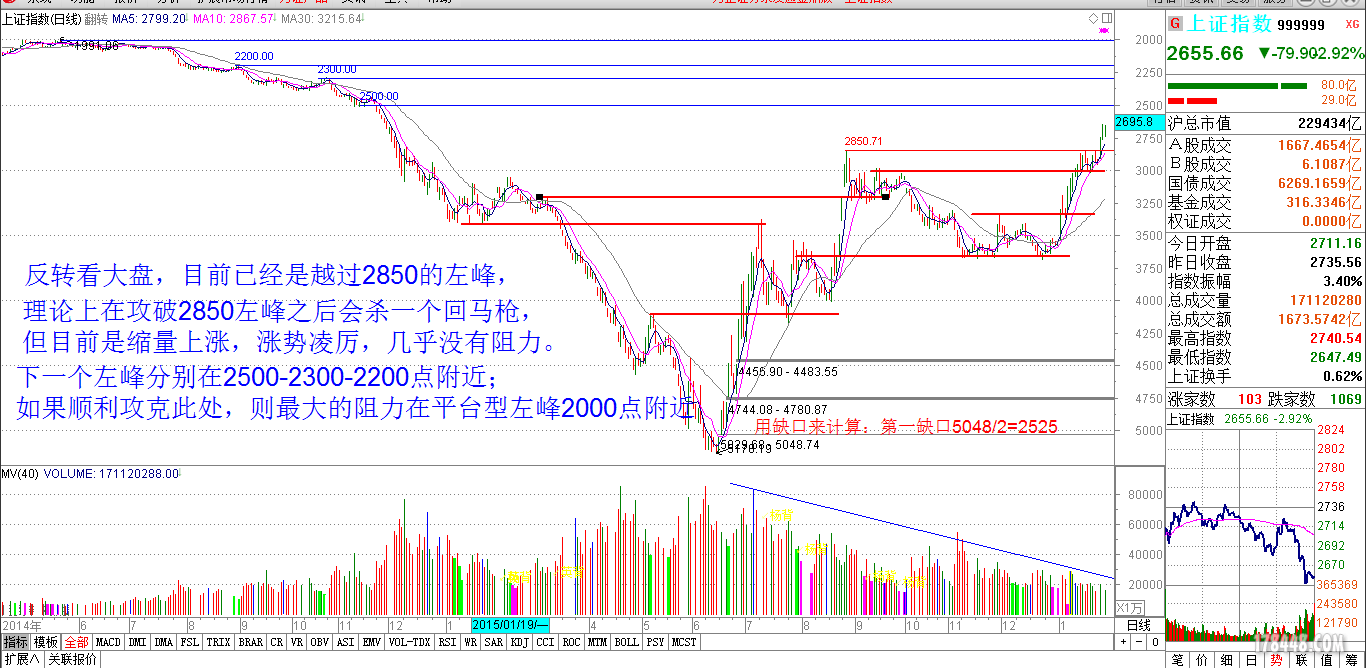 上证指数(日线) 翻转 MA5: 2799.20 MA10: 2867.57 MA30: 3215.64
1991.06
2200.00
2300.00
2500.00
2850.71
反转看大盘，目前已经是越过2850的左峰，
理论上在攻破2850左峰之后会杀一个回马枪，
但目前是缩量上涨，涨势凌厉，几乎没有阻力。
下一个左峰分别在2500-2300-2200点附近；
如果顺利攻克此处，则最大的阻力在平台型左峰2000点附近
4455.90 - 4483.55
4744.08 - 4780.87
用缺口来计算：第一缺口5048/2=2525
5029.68 - 5048.74
5178.19
2000
2250
2500
2695.8
2750
3000
3250
3500
3750
4000
4250
4500
4750
5000
MV(40) VOLUME: 171120288.00
80000
60000
40000
20000
X1万
2014年 6 7 8 9 10 11 12 2015/01/19/一 4 5 6 7 8 9 10 11 12 1 日线
指标 模板 全部 MACD DMI DMA FSL TRIX BRAR CR VR OBV ASI EMV VOL-TDX RSI WR SAR KDJ CCI ROC MTM BOLL PSY MCST + - 0
扩展∧ 关联报价
G 上证指数 999999 XG
2655.66 ▼-79.90 -2.92%
80.0亿
29.0亿
沪总市值 229434亿
A股成交 1667.4654亿
B股成交 6.1087亿
国债成交 6269.1659亿
基金成交 316.3346亿
权证成交 0.0000亿
今日开盘 2711.16
昨日收盘 2735.56
指数振幅 3.40%
总成交量 171120280
总成交额 1673.5742亿
最高指数 2740.54
最低指数 2647.49
上证换手 0.62%
涨家数 103 跌家数 1069
上证指数 2655.66 -2.92%
2824
2802
2780
2758
2736
2714
2692
2670
365369
243580
121790
178448.COM
笔 价 细 日 势 联 值 筹